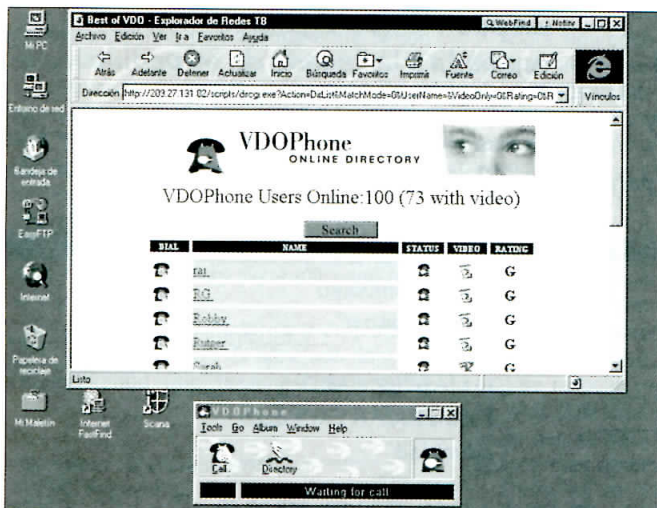 Best of VDO - Explorador de Redes TB
WebFind
Archivo Edición Ver Ir a Favoritos Ayuda
Atrás Adelante Detener Actualizar Inicio Búsqueda Favoritos Imprimir Fuente Correo Edición
Dirección Vínculos
VDOPhone
ONLINE DIRECTORY
VDOPhone Users Online:100 (73 with video)
Search
DIAL NAME STATUS VIDEO RATING
raj G
RG G
Robby G
Rutger G
Sarah G
Listo
Mi PC
Entorno de red
Bandeja de entrada
EasyFTP
Internet
Papelera de reciclaje
Mi Maletín
Internet FastFind
Scana
VDOPhone
Tools Go Album Window Help
Call Directory
Waiting for call